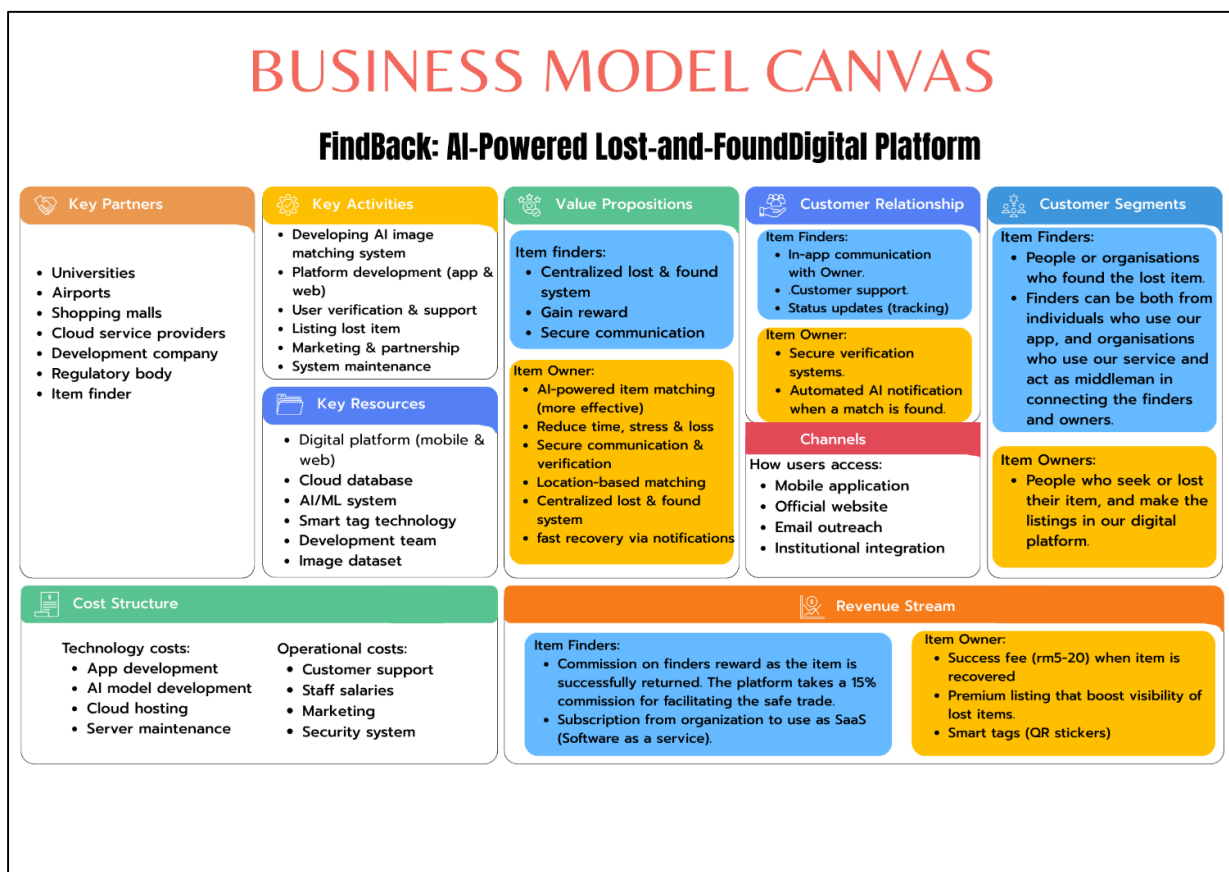 BUSINESS MODEL CANVAS
FindBack: AI-Powered Lost-and-FoundDigital Platform
Key Partners
• Universities
• Airports
• Shopping malls
• Cloud service providers
• Development company
• Regulatory body
• Item finder
Key Activities
• Developing AI image
matching system
• Platform development (app &
web)
• User verification & support
• Listing lost item
• Marketing & partnership
• System maintenance
Key Resources
• Digital platform (mobile &
web)
• Cloud database
• AI/ML system
• Smart tag technology
• Development team
• Image dataset
Value Propositions
Item finders:
• Centralized lost & found
system
• Gain reward
• Secure communication
Item Owner:
• AI-powered item matching
(more effective)
• Reduce time, stress & loss
• Secure communication &
verification
• Location-based matching
• Centralized lost & found
system
• fast recovery via notifications
Customer Relationship
Item Finders:
• In-app communication
with Owner.
• .Customer support.
• Status updates (tracking)
Item Owner:
• Secure verification
systems.
• Automated AI notification
when a match is found.
Channels
How users access:
• Mobile application
• Official website
• Email outreach
• Institutional integration
Customer Segments
Item Finders:
• People or organisations
who found the lost item.
• Finders can be both from
individuals who use our
app, and organisations
who use our service and
act as middleman in
connecting the finders
and owners.
Item Owners:
• People who seek or lost
their item, and make the
listings in our digital
platform.
Cost Structure
Technology costs:
• App development
• AI model development
• Cloud hosting
• Server maintenance
Operational costs:
• Customer support
• Staff salaries
• Marketing
• Security system
Revenue Stream
Item Finders:
• Commission on finders reward as the item is
successfully returned. The platform takes a 15%
commission for facilitating the safe trade.
• Subscription from organization to use as SaaS
(Software as a service).
Item Owner:
• Success fee (rm5-20) when item is
recovered
• Premium listing that boost visibility of
lost items.
• Smart tags (QR stickers)